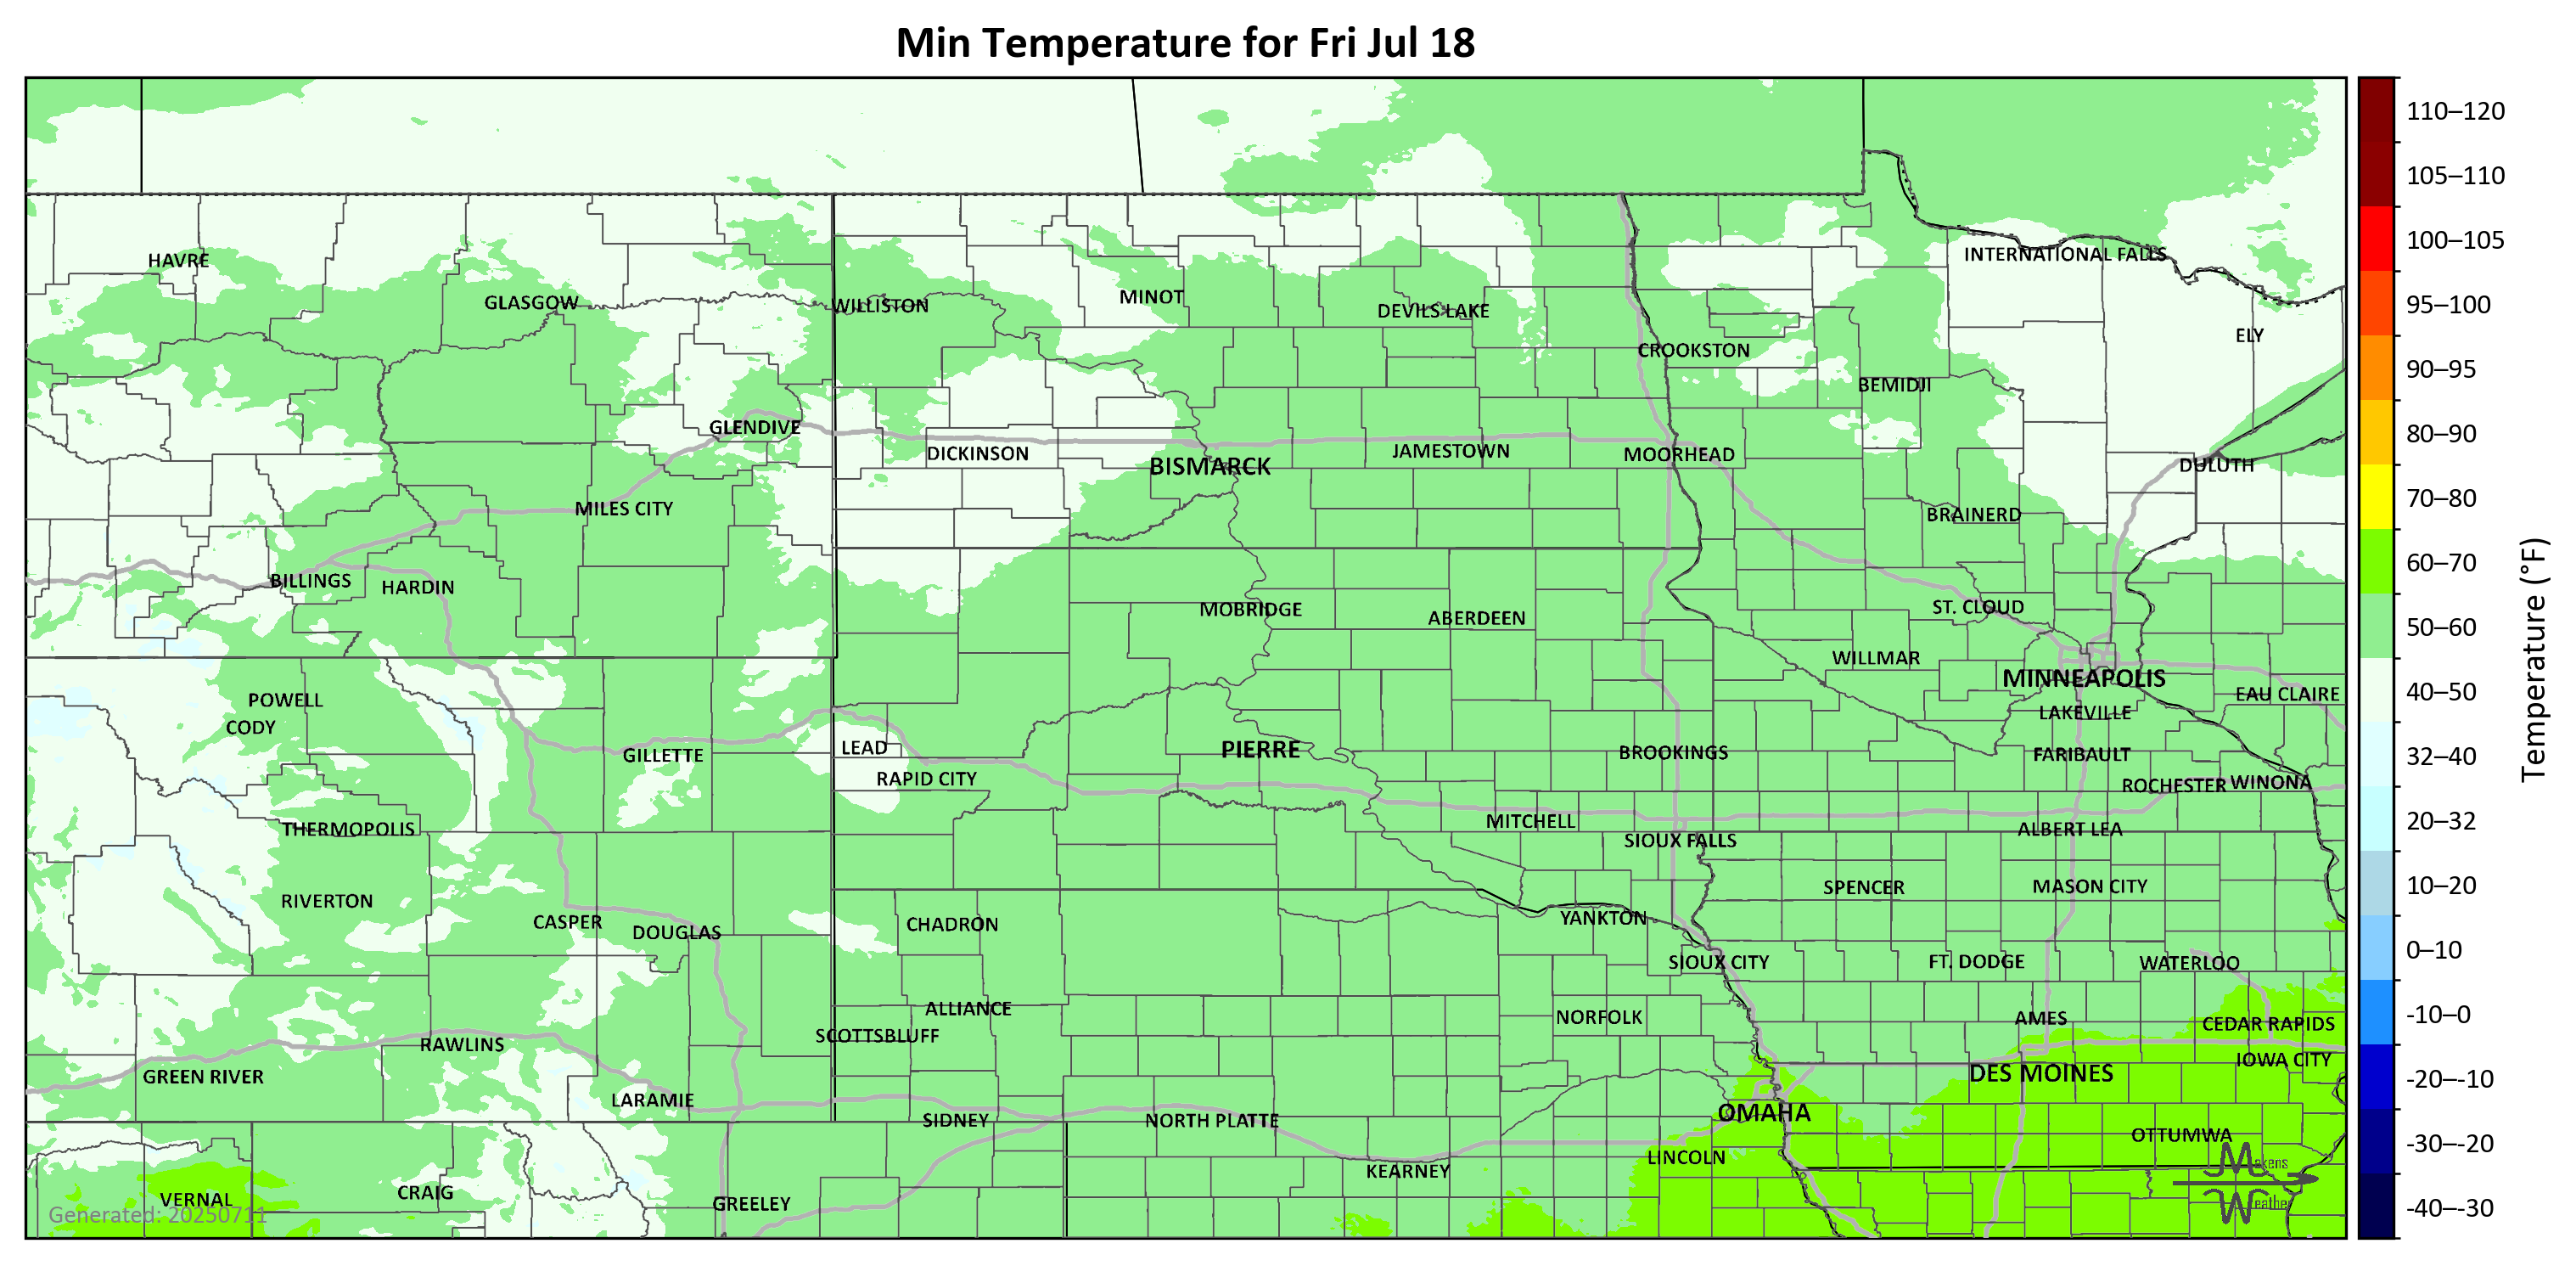 Min Temperature for Fri Jul 18
HAVRE
GLASGOW
WILLISTON
MINOT
DEVILS LAKE
CROOKSTON
BEMIDJI
INTERNATIONAL FALLS
ELY
GLENDIVE
DICKINSON
BISMARCK
JAMESTOWN
MOORHEAD
DULUTH
MILES CITY
BRAINERD
BILLINGS
HARDIN
MOBRIDGE
ABERDEEN
ST. CLOUD
WILLMAR
MINNEAPOLIS
EAU CLAIRE
LAKEVILLE
POWELL
CODY
GILLETTE
LEAD
RAPID CITY
PIERRE
BROOKINGS
FARIBAULT
ROCHESTER
WINONA
THERMOPOLIS
MITCHELL
SIOUX FALLS
ALBERT LEA
RIVERTON
CASPER
DOUGLAS
CHADRON
YANKTON
SPENCER
MASON CITY
SIOUX CITY
FT. DODGE
WATERLOO
ALLIANCE
SCOTTSBLUFF
NORFOLK
AMES
CEDAR RAPIDS
RAWLINS
GREEN RIVER
IOWA CITY
DES MOINES
LARAMIE
SIDNEY
NORTH PLATTE
OMAHA
OTTUMWA
LINCOLN
KEARNEY
VERNAL
CRAIG
GREELEY
Generated: 20250711
Makens
Weather
110–120
105–110
100–105
95–100
90–95
80–90
70–80
60–70
50–60
40–50
32–40
20–32
10–20
0–10
-10–0
-20–-10
-30–-20
-40–-30
Temperature (°F)